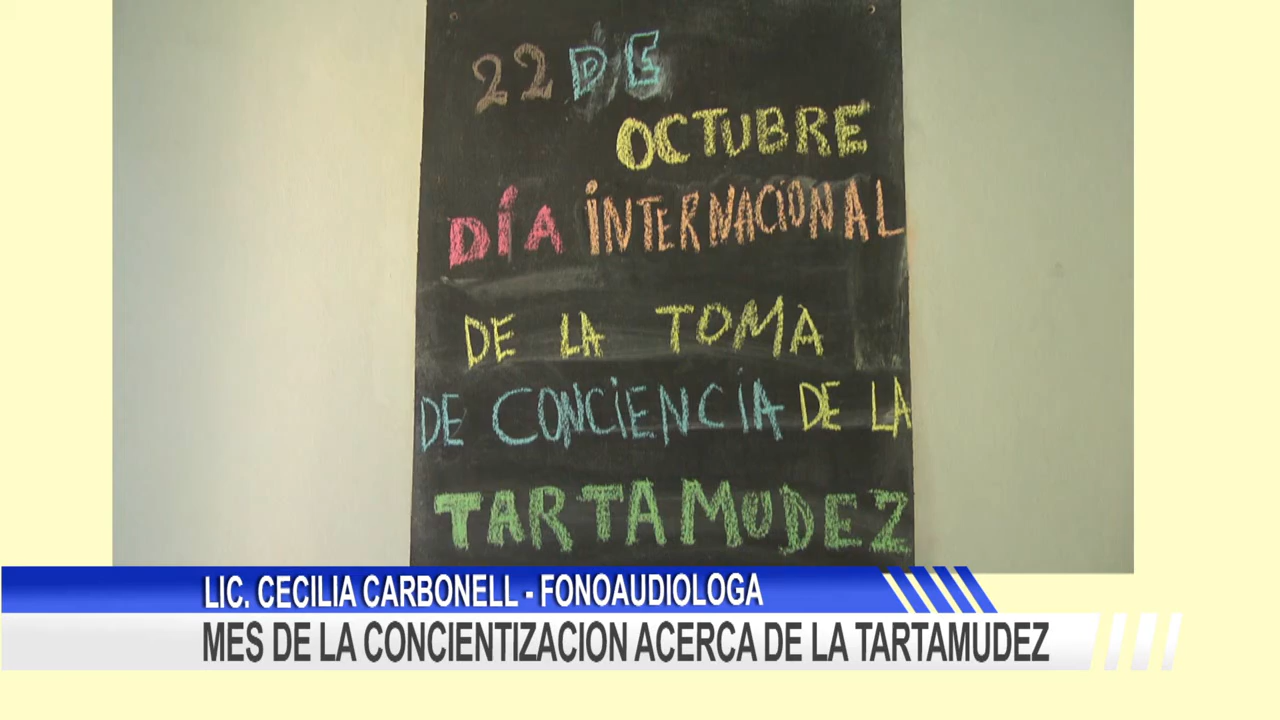 22 DE
OCTUBRE
DÍA INTERNACIONAL
DE LA TOMA
DE CONCIENCIA DE LA
TARTAMUDEZ
LIC. CECILIA CARBONELL - FONOAUDIOLOGA
MES DE LA CONCIENTIZACION ACERCA DE LA TARTAMUDEZ